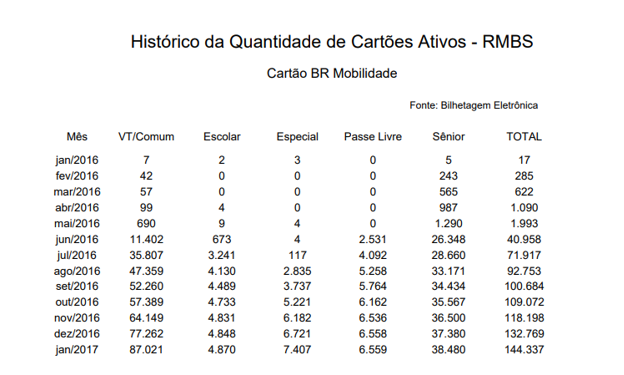 Histórico da Quantidade de Cartões Ativos - RMBS
Cartão BR Mobilidade
Fonte: Bilhetagem Eletrônica
Mês VT/Comum Escolar Especial Passe Livre Sênior TOTAL
jan/2016 7 2 3 0 5 17
fev/2016 42 0 0 0 243 285
mar/2016 57 0 0 0 565 622
abr/2016 99 4 0 0 987 1.090
mai/2016 690 9 4 0 1.290 1.993
jun/2016 11.402 673 4 2.531 26.348 40.958
jul/2016 35.807 3.241 117 4.092 28.660 71.917
ago/2016 47.359 4.130 2.835 5.258 33.171 92.753
set/2016 52.260 4.489 3.737 5.764 34.434 100.684
out/2016 57.389 4.733 5.221 6.162 35.567 109.072
nov/2016 64.149 4.831 6.182 6.536 36.500 118.198
dez/2016 77.262 4.848 6.721 6.558 37.380 132.769
jan/2017 87.021 4.870 7.407 6.559 38.480 144.337